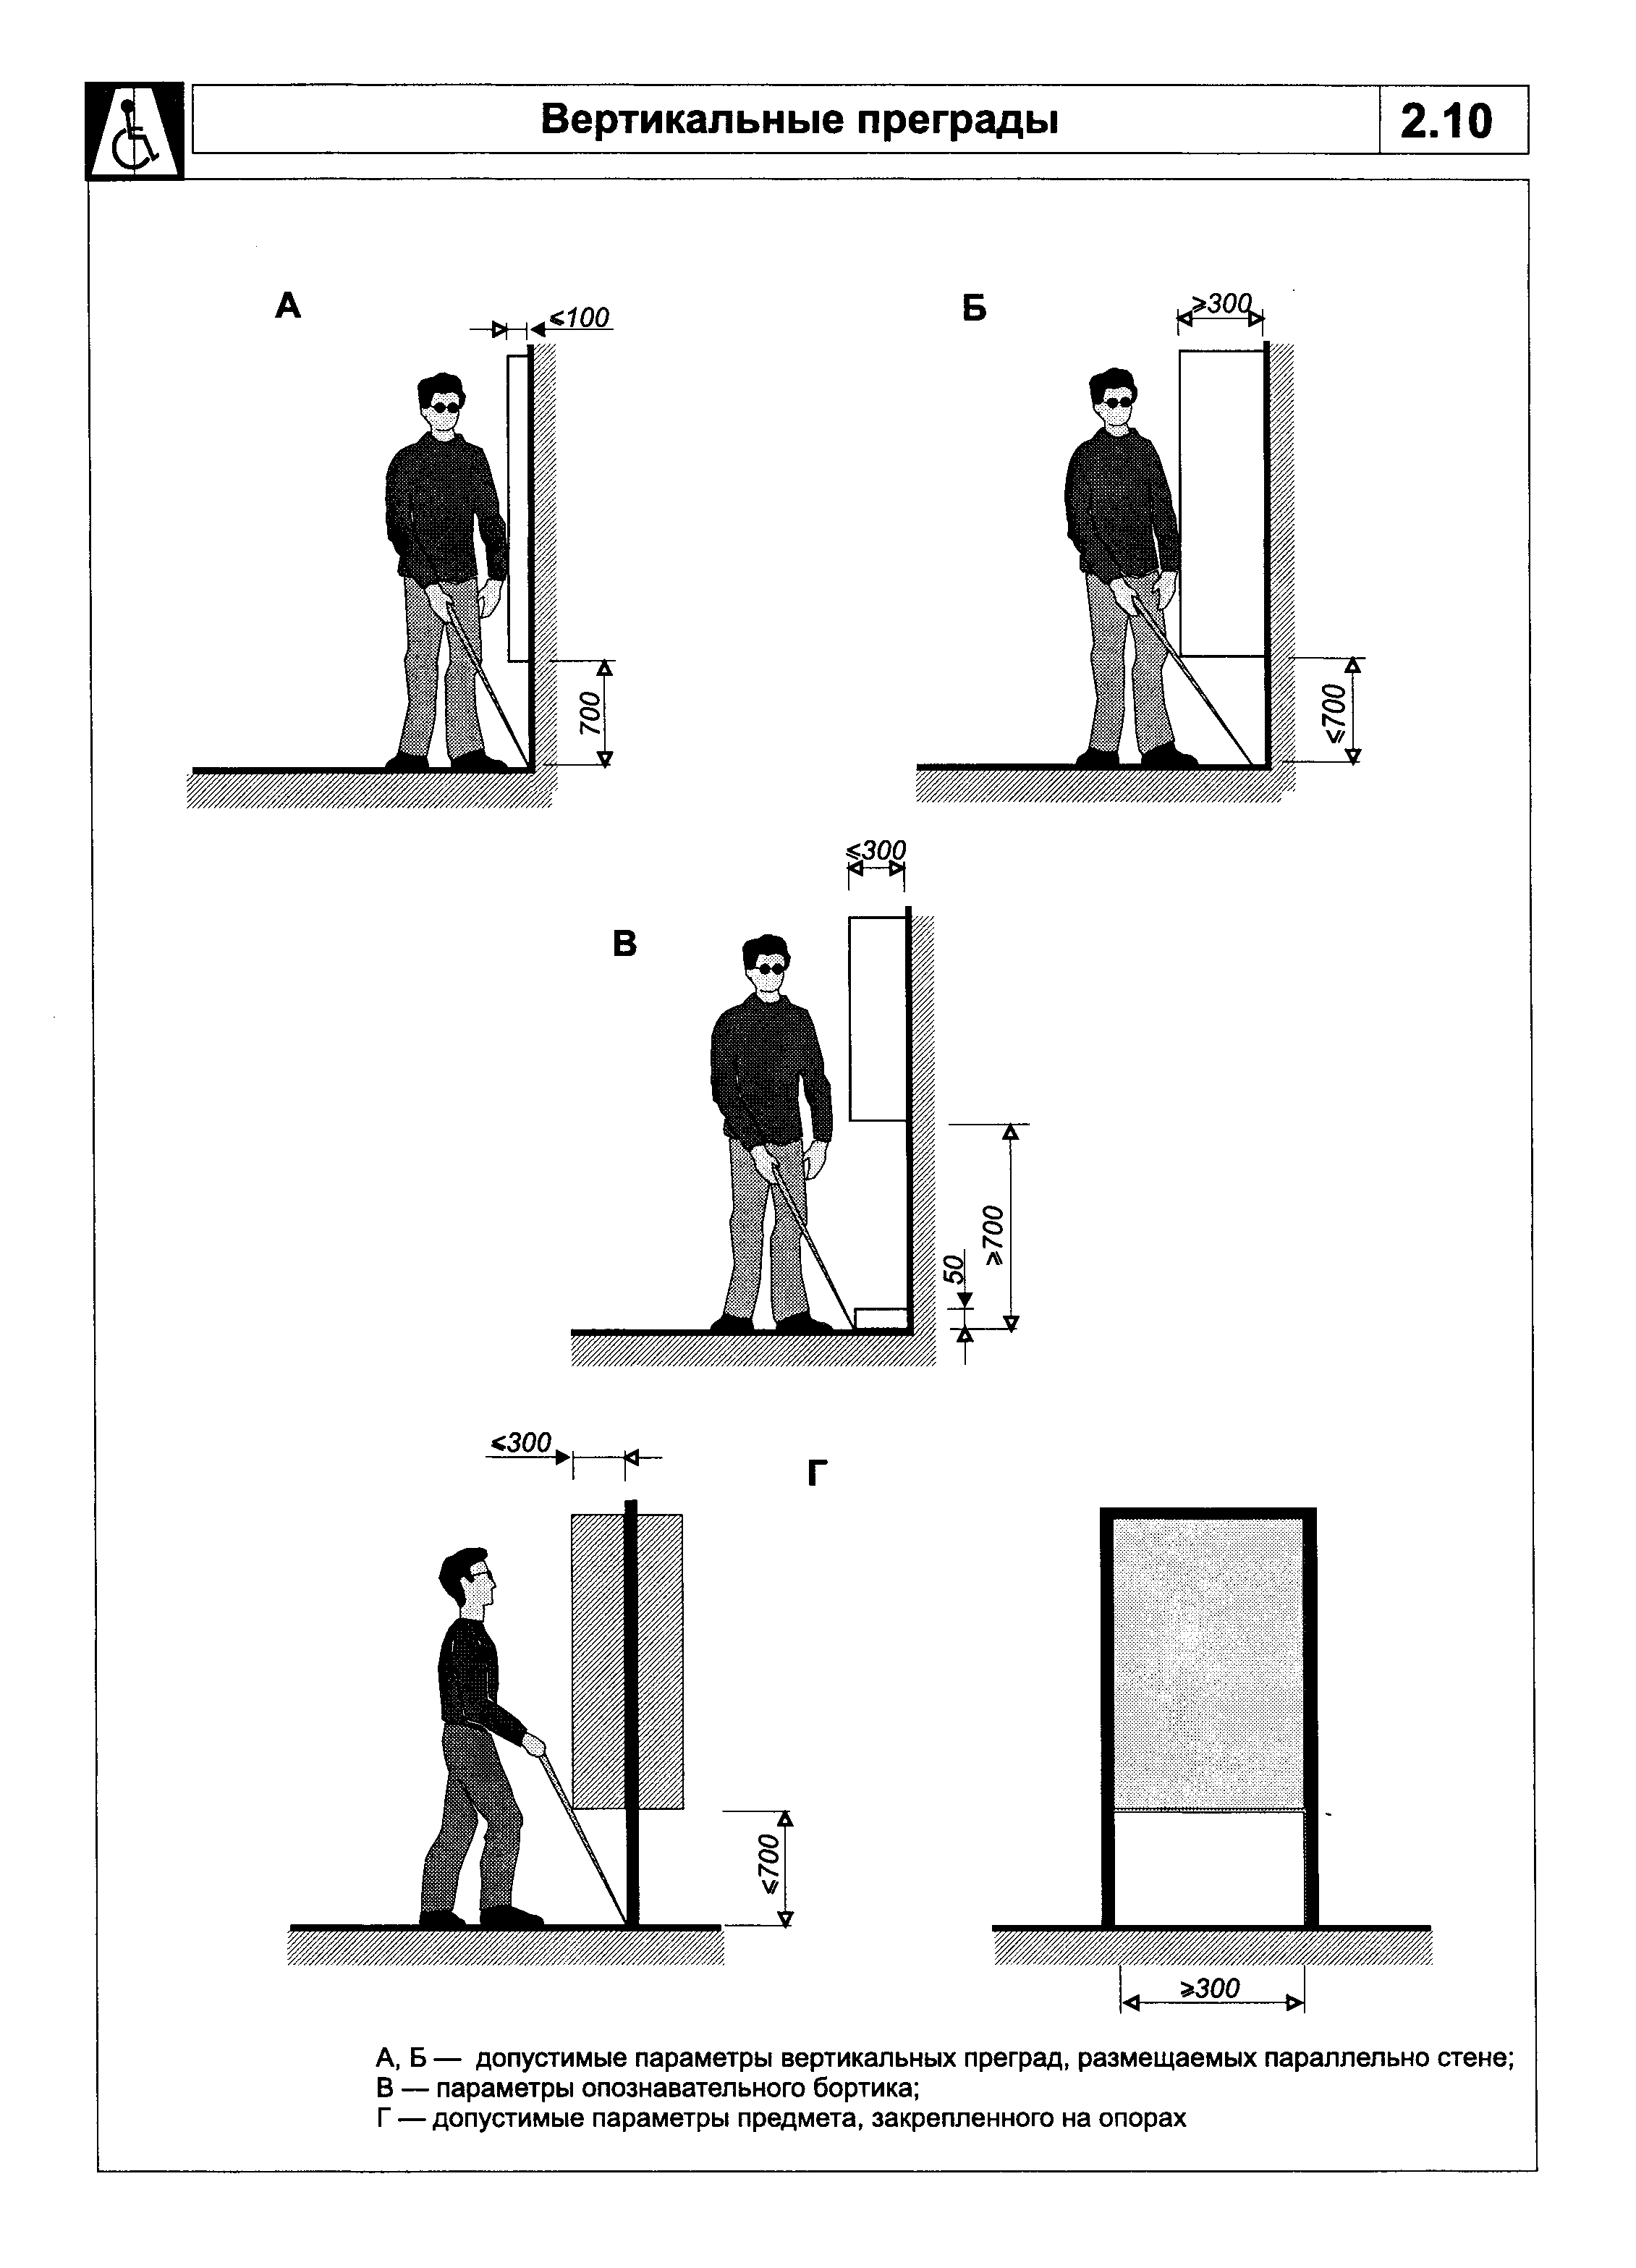 Вертикальные преграды 2.10
А
≤100
700
Б
≥300
≤700
В
≤300
≥700
50
Г
≤300
≤700
≥300
А, Б — допустимые параметры вертикальных преград, размещаемых параллельно стене;
В — параметры опознавательного бортика;
Г — допустимые параметры предмета, закрепленного на опорах